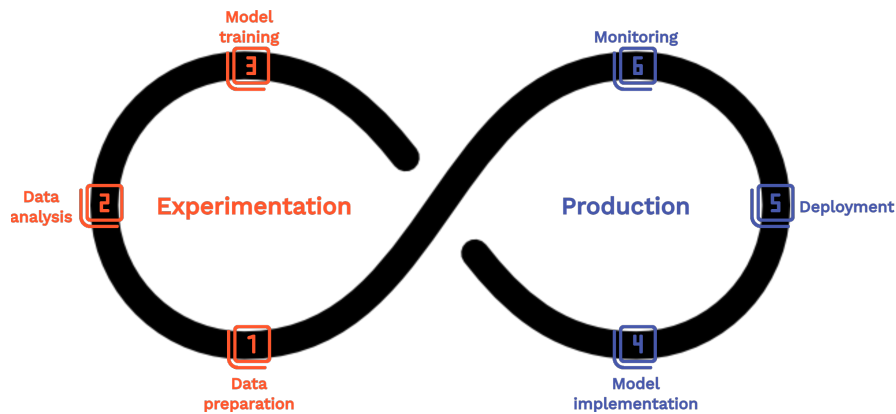 Model
training
3
Monitoring
6
Data
analysis
2
Experimentation
Production
5
Deployment
1
Data
preparation
4
Model
implementation